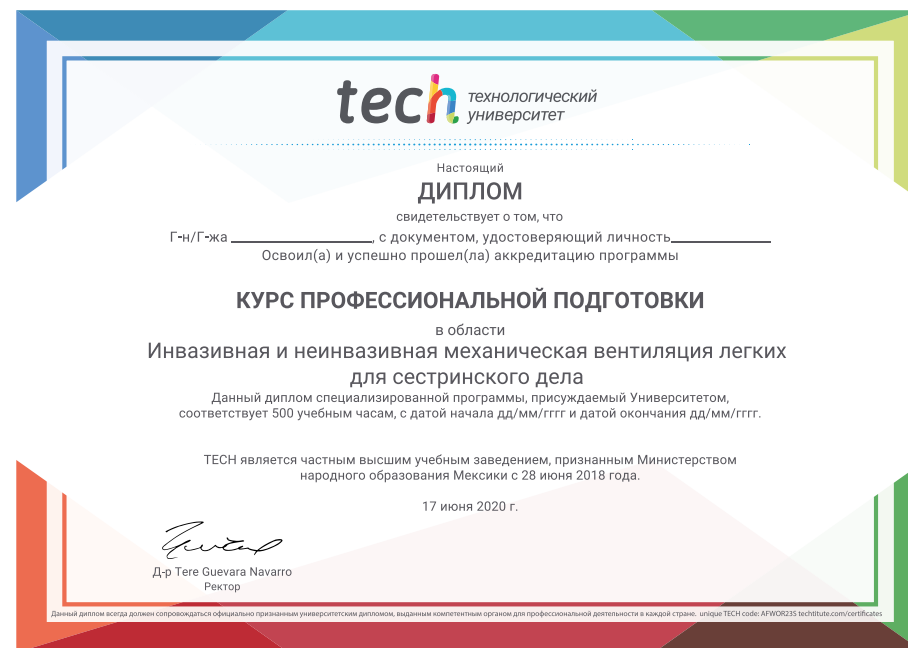 tech технологический
университет
Настоящий
ДИПЛОМ
свидетельствует о том, что
Г-н/Г-жа , с документом, удостоверяющий личность
Освоил(а) и успешно прошел(ла) аккредитацию программы
КУРС ПРОФЕССИОНАЛЬНОЙ ПОДГОТОВКИ
в области
Инвазивная и неинвазивная механическая вентиляция легких
для сестринского дела
Данный диплом специализированной программы, присуждаемый Университетом,
соответствует 500 учебным часам, с датой начала дд/мм/гггг и датой окончания дд/мм/гггг.
TECH является частным высшим учебным заведением, признанным Министерством
народного образования Мексики с 28 июня 2018 года.
17 июня 2020 г.
Д-р Tere Guevara Navarro
Ректор
Данный диплом всегда должен сопровождаться официально признанным университетским дипломом, выданным компетентным органом для профессиональной деятельности в каждой стране. unique TECH code: AFWOR23S techtitute.com/certificates